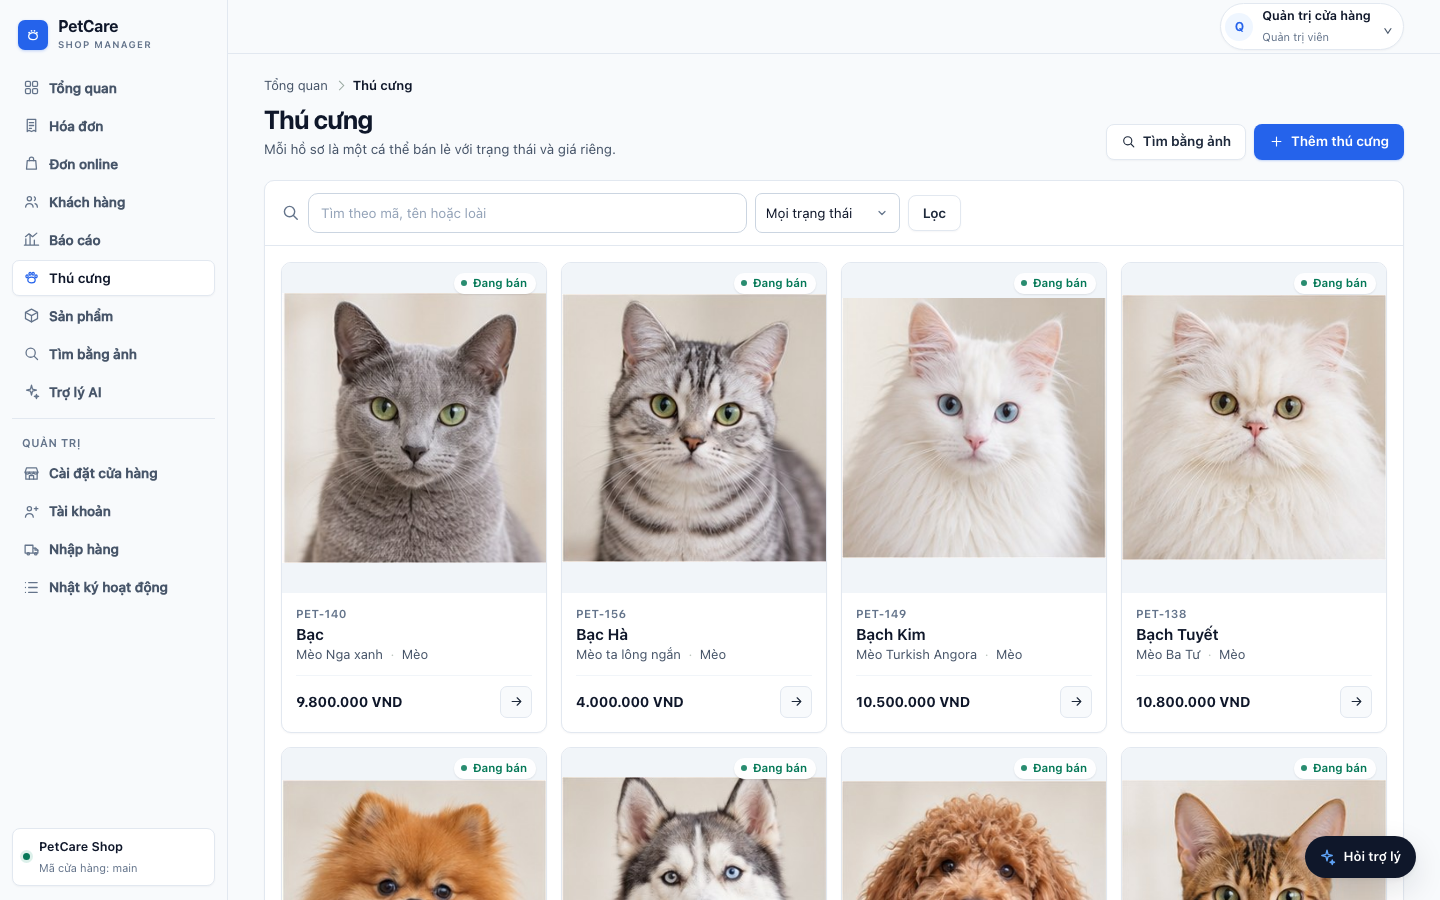 PetCare
SHOP MANAGER
Tổng quan
Hóa đơn
Đơn online
Khách hàng
Báo cáo
Thú cưng
Sản phẩm
Tìm bằng ảnh
Trợ lý AI
QUẢN TRỊ
Cài đặt cửa hàng
Tài khoản
Nhập hàng
Nhật ký hoạt động
PetCare Shop
Mã cửa hàng: main
Q
Quản trị cửa hàng
Quản trị viên
Tổng quan > Thú cưng
Thú cưng
Mỗi hồ sơ là một cá thể bán lẻ với trạng thái và giá riêng.
Tìm bằng ảnh
Thêm thú cưng
Tìm theo mã, tên hoặc loài
Mọi trạng thái
Lọc
Đang bán
PET-140
Bạc
Mèo Nga xanh · Mèo
9.800.000 VND
Đang bán
PET-156
Bạc Hà
Mèo ta lông ngắn · Mèo
4.000.000 VND
Đang bán
PET-149
Bạch Kim
Mèo Turkish Angora · Mèo
10.500.000 VND
Đang bán
PET-138
Bạch Tuyết
Mèo Ba Tư · Mèo
10.800.000 VND
Đang bán
Đang bán
Đang bán
Đang bán
Hỏi trợ lý